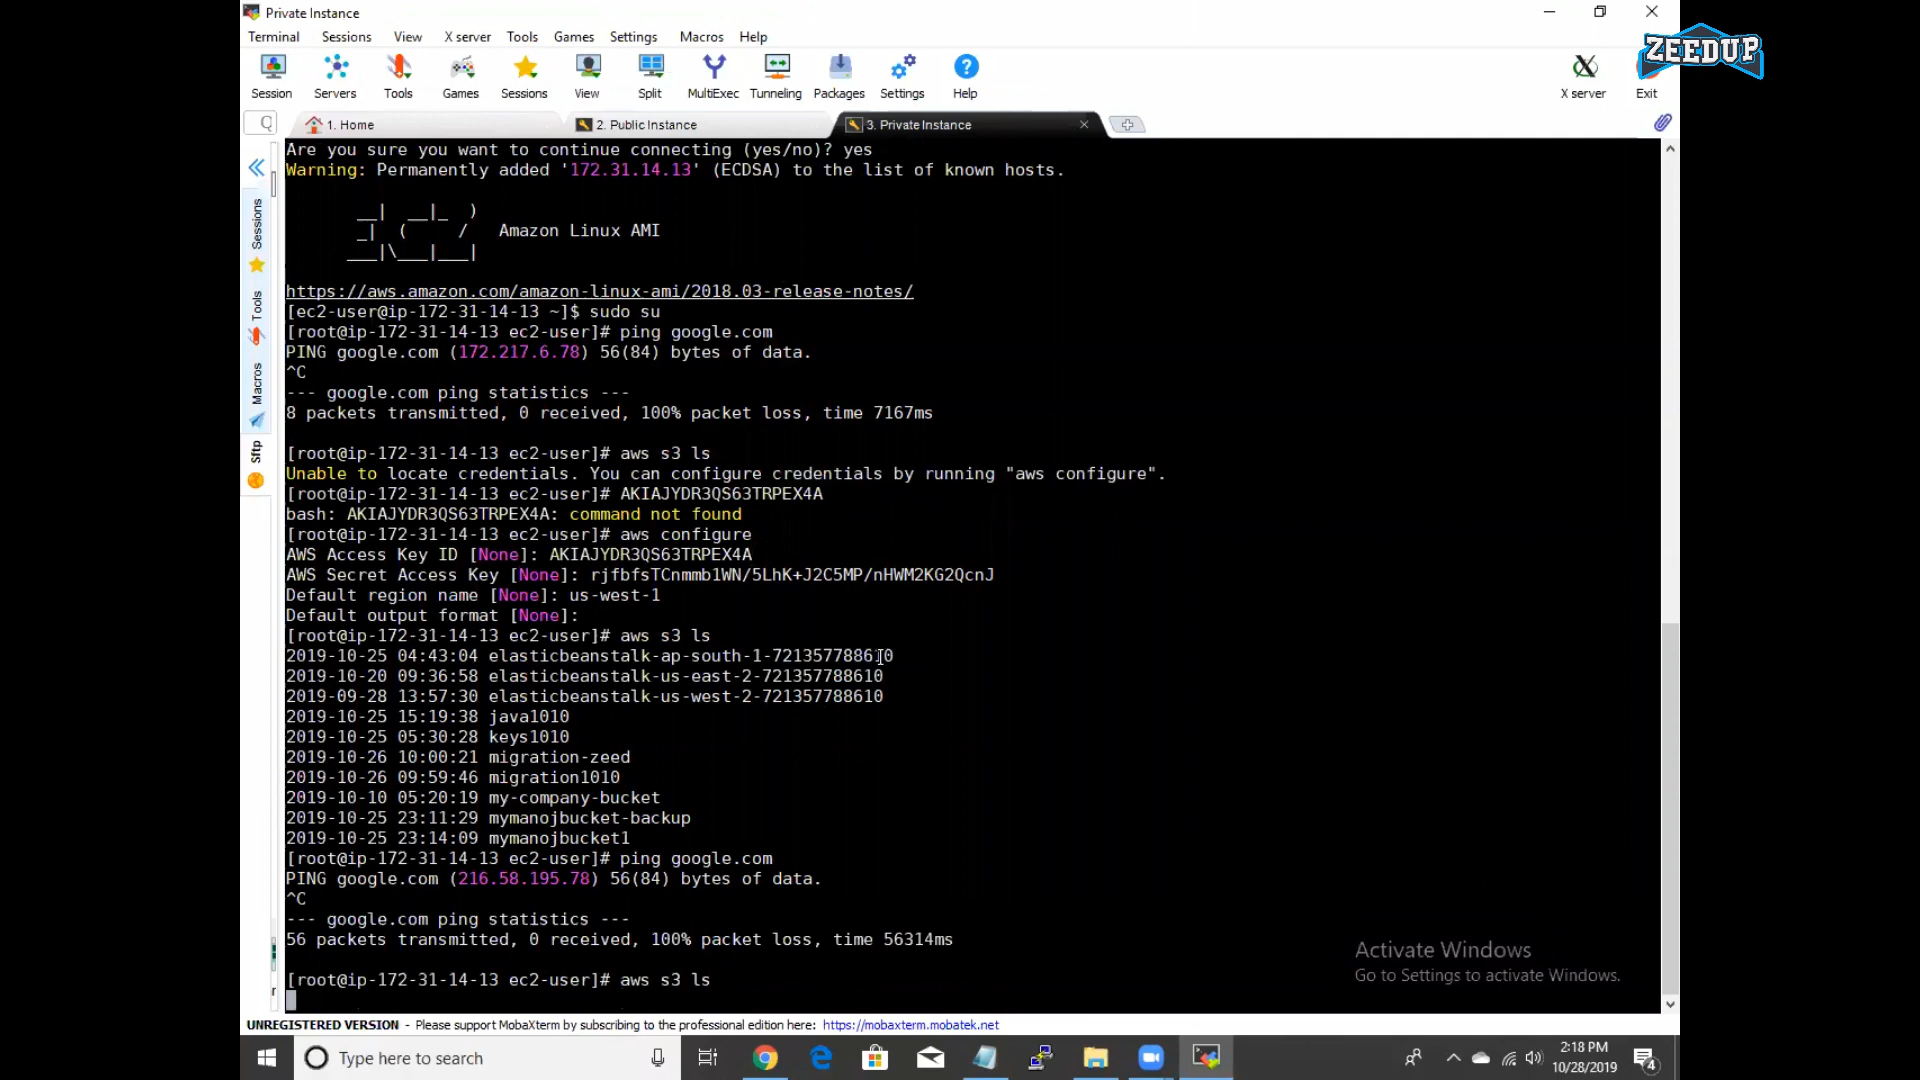 Private Instance
ZEEDUP
Terminal Sessions View X server Tools Games Settings Macros Help
Session Servers Tools Games Sessions View Split MultiExec Tunneling Packages Settings Help X server Exit
1. Home 2. Public Instance 3. Private Instance
Sessions
Tools
Macros
Sftp
Are you sure you want to continue connecting (yes/no)? yes
Warning: Permanently added '172.31.14.13' (ECDSA) to the list of known hosts.
__| __|_ )
_| ( / Amazon Linux AMI
___|\___|___|
https://aws.amazon.com/amazon-linux-ami/2018.03-release-notes/
[ec2-user@ip-172-31-14-13 ~]$ sudo su
[root@ip-172-31-14-13 ec2-user]# ping google.com
PING google.com (172.217.6.78) 56(84) bytes of data.
^C
--- google.com ping statistics ---
8 packets transmitted, 0 received, 100% packet loss, time 7167ms
[root@ip-172-31-14-13 ec2-user]# aws s3 ls
Unable to locate credentials. You can configure credentials by running "aws configure".
[root@ip-172-31-14-13 ec2-user]# AKIAJYDR3QS63TRPEX4A
bash: AKIAJYDR3QS63TRPEX4A: command not found
[root@ip-172-31-14-13 ec2-user]# aws configure
AWS Access Key ID [None]: AKIAJYDR3QS63TRPEX4A
AWS Secret Access Key [None]: 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
Default region name [None]: us-west-1
Default output format [None]:
[root@ip-172-31-14-13 ec2-user]# aws s3 ls
2019-10-25 04:43:04 elasticbeanstalk-ap-south-1-721357788610
2019-10-20 09:36:58 elasticbeanstalk-us-east-2-721357788610
2019-09-28 13:57:30 elasticbeanstalk-us-west-2-721357788610
2019-10-25 15:19:38 java1010
2019-10-25 05:30:28 keys1010
2019-10-26 10:00:21 migration-zeed
2019-10-26 09:59:46 migration1010
2019-10-10 05:20:19 my-company-bucket
2019-10-25 23:11:29 mymanojbucket-backup
2019-10-25 23:14:09 mymanojbucket1
[root@ip-172-31-14-13 ec2-user]# ping google.com
PING google.com (216.58.195.78) 56(84) bytes of data.
^C
--- google.com ping statistics ---
56 packets transmitted, 0 received, 100% packet loss, time 56314ms
[root@ip-172-31-14-13 ec2-user]# aws s3 ls
Activate Windows
Go to Settings to activate Windows.
UNREGISTERED VERSION - Please support MobaXterm by subscribing to the professional edition here: https://mobaxterm.mobatek.net
Type here to search
2:18 PM
10/28/2019
4